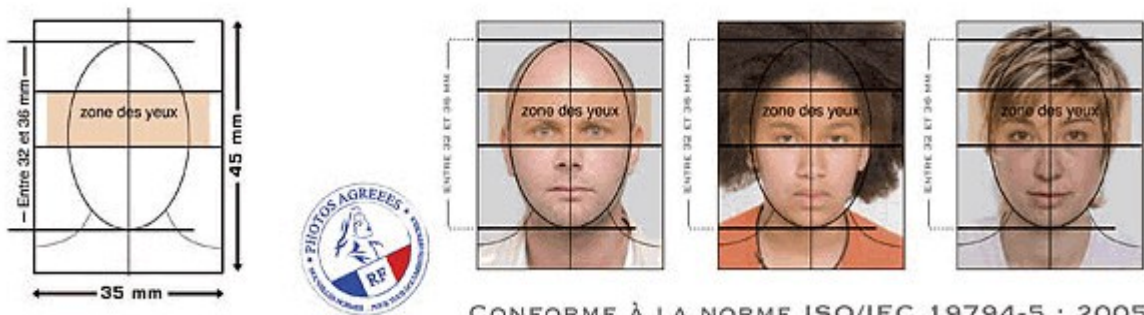 Entre 32 et 36 mm
zone des yeux
45 mm
35 mm
PHOTOS AGREEES
RF
ENTRE 32 ET 36 MM
zone des yeux
ENTRE 32 ET 36 MM
zone des yeux
ENTRE 32 ET 36 MM
zone des yeux
CONFORME À LA NORME ISO/IEC 19794-5 : 2005